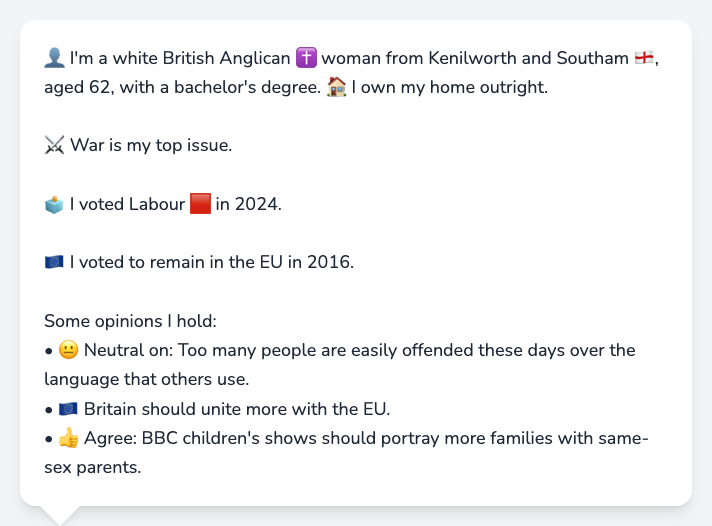 👤 I'm a white British Anglican ✝️ woman from Kenilworth and Southam 🏴󠁧󠁢󠁥󠁮󠁧󠁿,
aged 62, with a bachelor's degree. 🏠 I own my home outright.
⚔️ War is my top issue.
🗳️ I voted Labour 🟥 in 2024.
🇪🇺 I voted to remain in the EU in 2016.
Some opinions I hold:
• 😐 Neutral on: Too many people are easily offended these days over the
language that others use.
• 🇪🇺 Britain should unite more with the EU.
• 👍 Agree: BBC children's shows should portray more families with same-
sex parents.